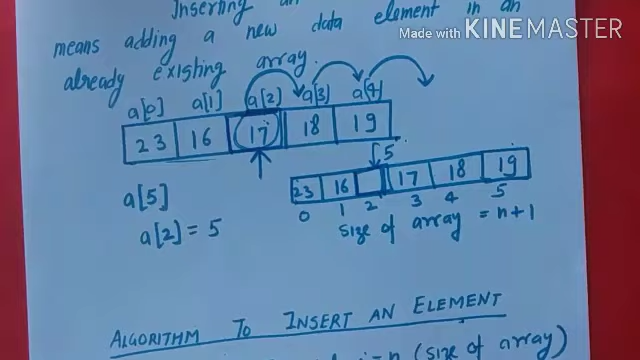 Inserting an
Made with KINEMASTER
means adding a new data element in an
already existing array.
a[0] a[1] a[2] a[3] a[4]
23 16 17 18 19
5
23 16 17 18 19
0 1 2 3 4 5
a[5]
a[2] = 5
size of array = n+1
ALGORITHM TO INSERT AN ELEMENT
i=n (size of array)